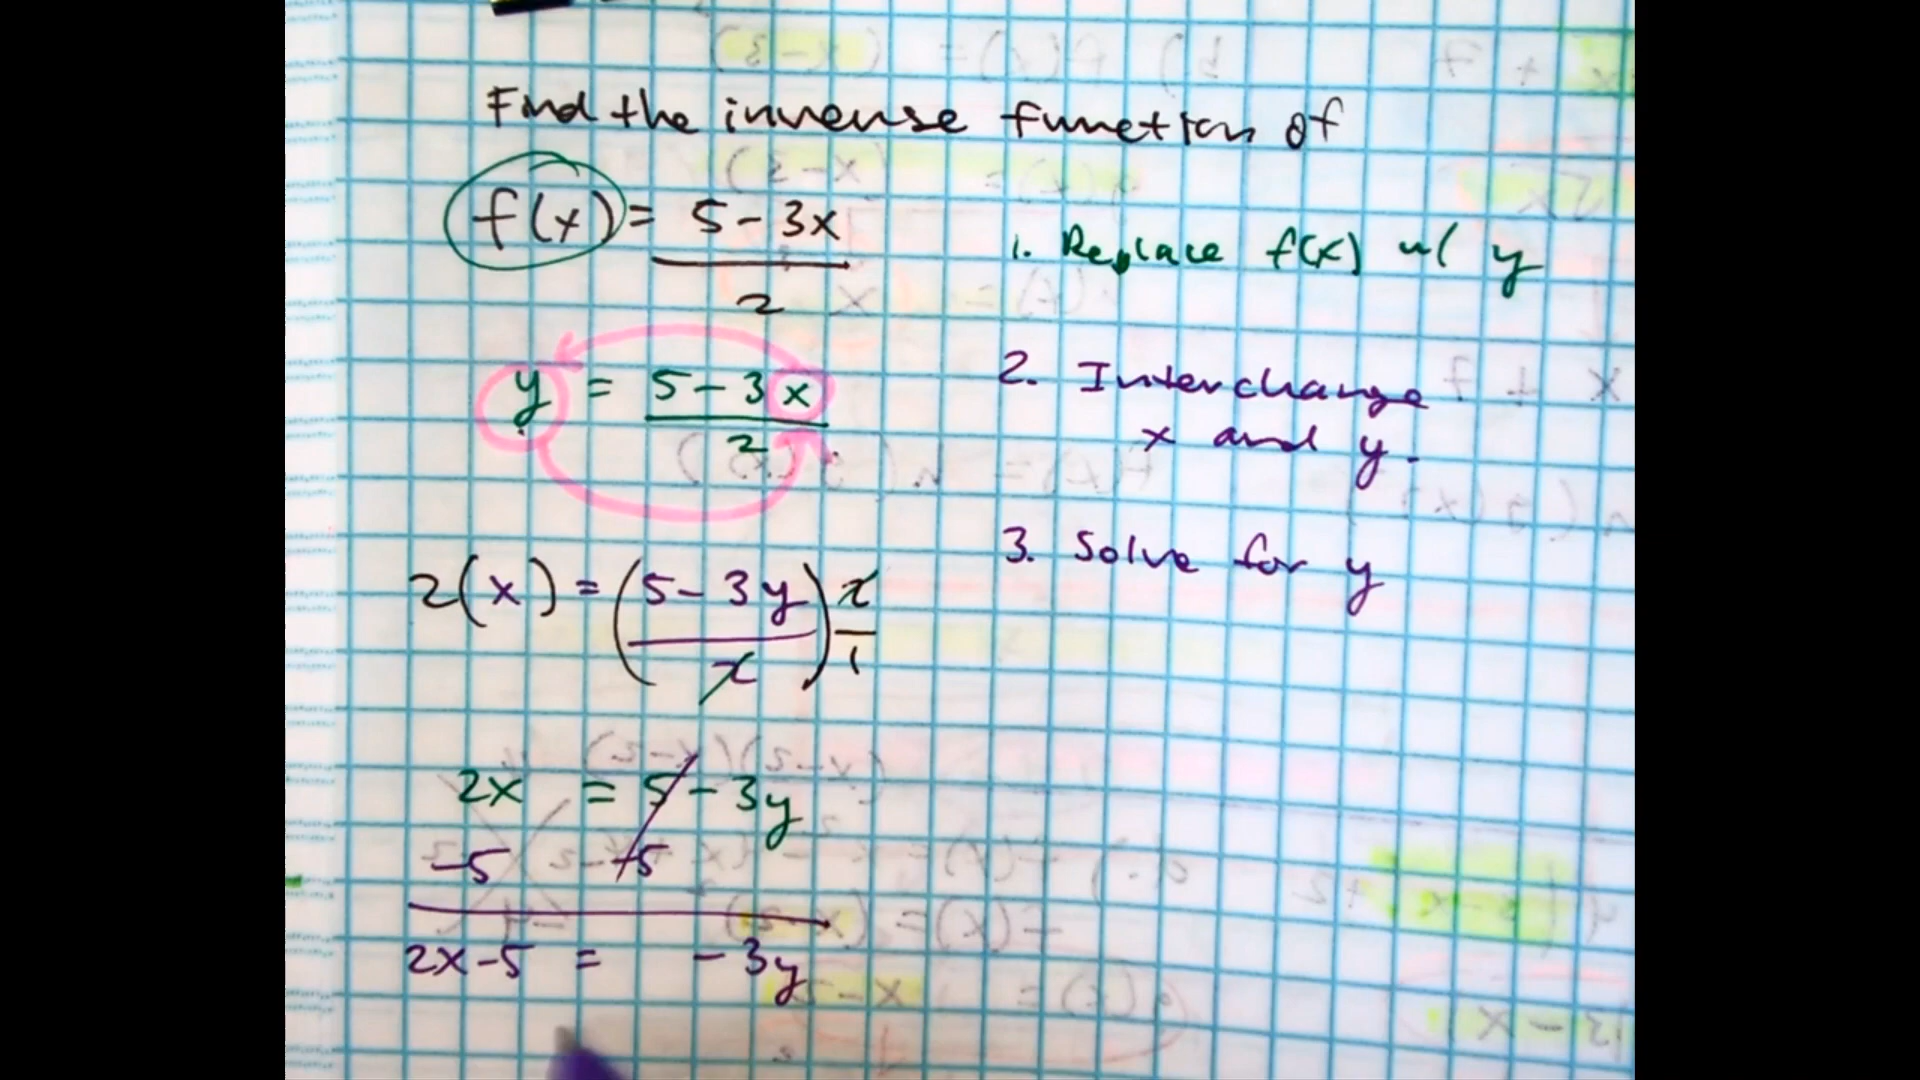 Find the inverse function of
f(x) = 5 - 3x
2
1. Replace f(x) w/ y
y = 5 - 3x
2
2. Interchange
x and y.
3. Solve for y
2(x) = (5 - 3y) 2
2 1
2x = 5 - 3y
-5 -5
2x - 5 = -3y